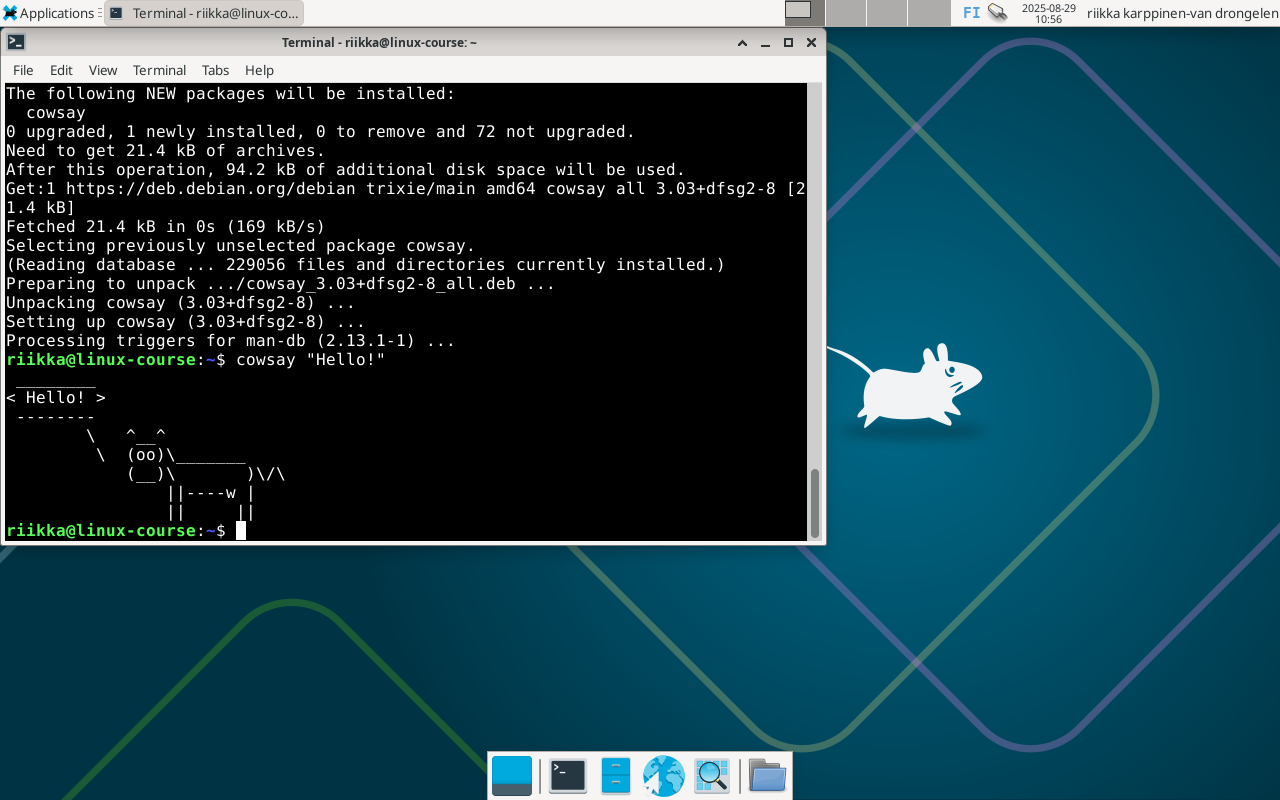 Applications
Terminal - riikka@linux-co...
FI
2025-08-29
10:56
riikka karppinen-van drongelen
Terminal - riikka@linux-course: ~
File Edit View Terminal Tabs Help
The following NEW packages will be installed:
  cowsay
0 upgraded, 1 newly installed, 0 to remove and 72 not upgraded.
Need to get 21.4 kB of archives.
After this operation, 94.2 kB of additional disk space will be used.
Get:1 https://deb.debian.org/debian trixie/main amd64 cowsay all 3.03+dfsg2-8 [2
1.4 kB]
Fetched 21.4 kB in 0s (169 kB/s)
Selecting previously unselected package cowsay.
(Reading database ... 229056 files and directories currently installed.)
Preparing to unpack .../cowsay_3.03+dfsg2-8_all.deb ...
Unpacking cowsay (3.03+dfsg2-8) ...
Setting up cowsay (3.03+dfsg2-8) ...
Processing triggers for man-db (2.13.1-1) ...
riikka@linux-course:~$ cowsay "Hello!"
 ________
< Hello! >
 --------
        \   ^__^
         \  (oo)\_______
            (__)\       )\/\
                ||----w |
                ||     ||
riikka@linux-course:~$